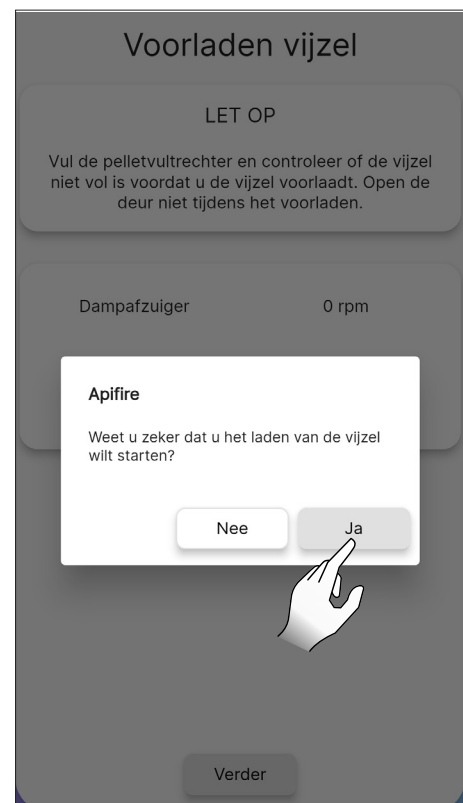 Voorladen vijzel
LET OP
Vul de pelletvultrechter en controleer of de vijzel
niet vol is voordat u de vijzel voorlaadt. Open de
deur niet tijdens het voorladen.
Dampafzuiger 0 rpm
Apifire
Weet u zeker dat u het laden van de vijzel
wilt starten?
Nee Ja
Verder